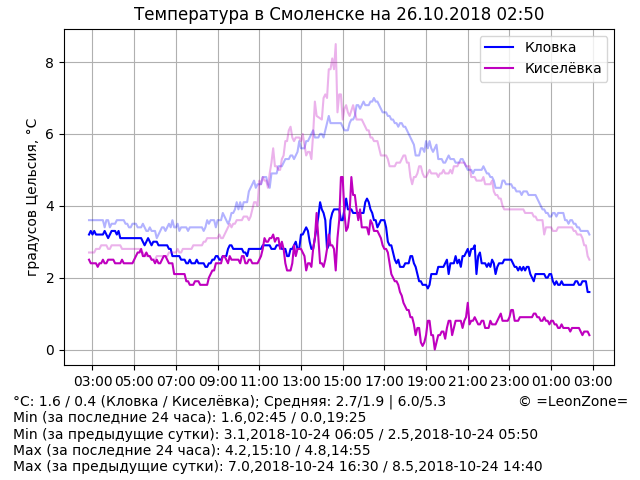 Температура в Смоленске на 26.10.2018 02:50
градусов Цельсия, °C
8
6
4
2
0
Кловка
Киселёвка
03:00 05:00 07:00 09:00 11:00 13:00 15:00 17:00 19:00 21:00 23:00 01:00 03:00
°C: 1.6 / 0.4 (Кловка / Киселёвка); Средняя: 2.7/1.9 | 6.0/5.3 © =LeonZone=
Min (за последние 24 часа): 1.6,02:45 / 0.0,19:25
Min (за предыдущие сутки): 3.1,2018-10-24 06:05 / 2.5,2018-10-24 05:50
Max (за последние 24 часа): 4.2,15:10 / 4.8,14:55
Max (за предыдущие сутки): 7.0,2018-10-24 16:30 / 8.5,2018-10-24 14:40